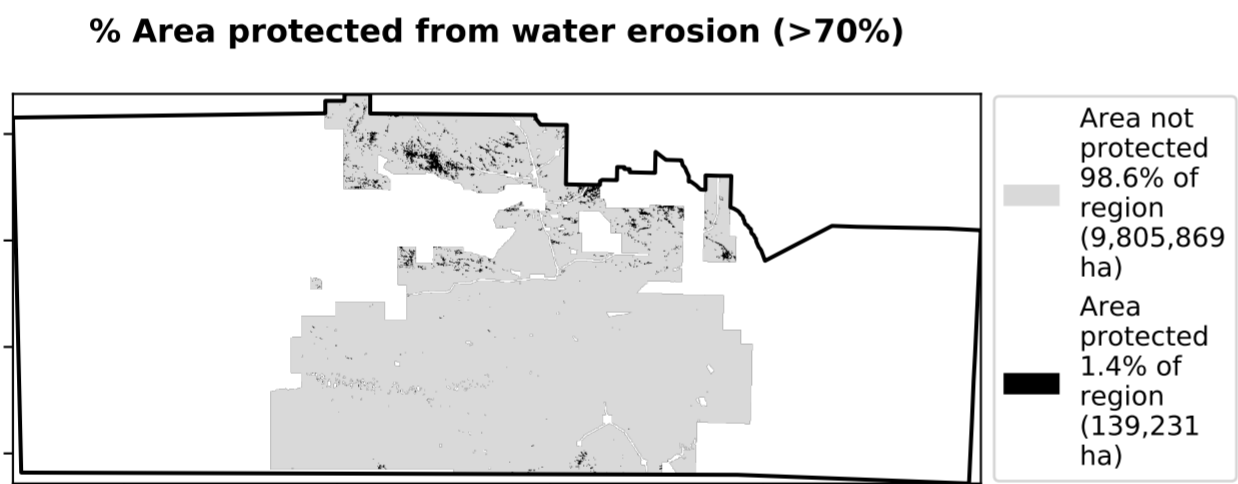 % Area protected from water erosion (>70%)
Area not
protected
98.6% of
region
(9,805,869
ha)
Area
protected
1.4% of
region
(139,231
ha)